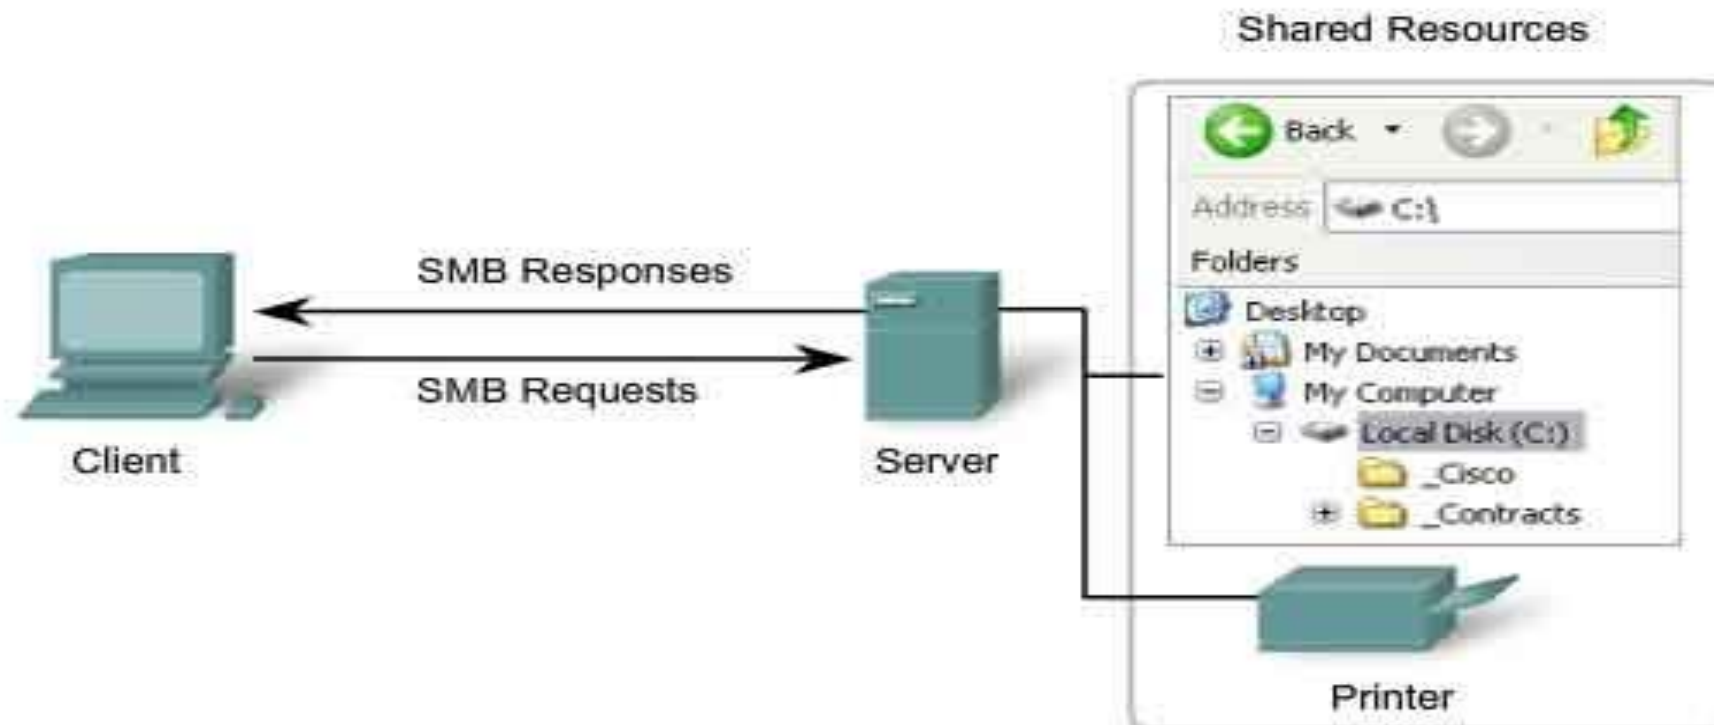 Shared Resources
Back
Address C:\
Folders
Desktop
My Documents
My Computer
Local Disk (C:)
_Cisco
_Contracts
SMB Responses
SMB Requests
Client
Server
Printer